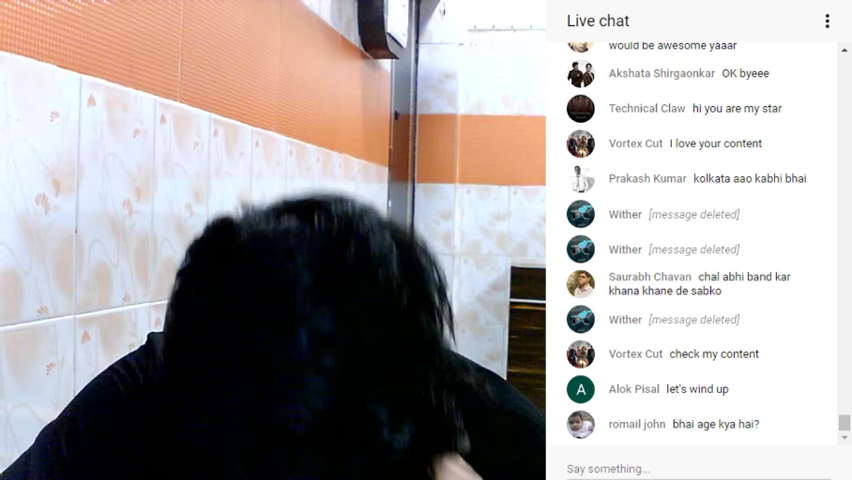 Live chat
would be awesome yaaar
Akshata Shirgaonkar OK byeee
Technical Claw hi you are my star
Vortex Cut I love your content
Prakash Kumar kolkata aao kabhi bhai
Wither [message deleted]
Wither [message deleted]
Saurabh Chavan chal abhi band kar
khana khane de sabko
Wither [message deleted]
Vortex Cut check my content
A Alok Pisal let's wind up
romail john bhai age kya hai?
Say something...